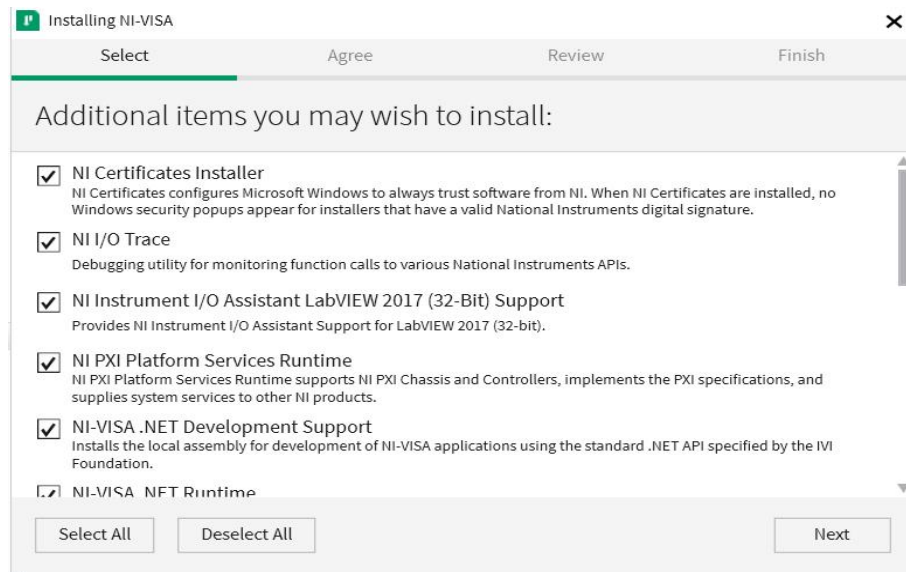 Installing NI-VISA
Select Agree Review Finish
Additional items you may wish to install:
NI Certificates Installer
NI Certificates configures Microsoft Windows to always trust software from NI. When NI Certificates are installed, no
Windows security popups appear for installers that have a valid National Instruments digital signature.
NI I/O Trace
Debugging utility for monitoring function calls to various National Instruments APIs.
NI Instrument I/O Assistant LabVIEW 2017 (32-Bit) Support
Provides NI Instrument I/O Assistant Support for LabVIEW 2017 (32-bit).
NI PXI Platform Services Runtime
NI PXI Platform Services Runtime supports NI PXI Chassis and Controllers, implements the PXI specifications, and
supplies system services to other NI products.
NI-VISA .NET Development Support
Installs the local assembly for development of NI-VISA applications using the standard .NET API specified by the IVI
Foundation.
NI-VISA .NET Runtime
Select All Deselect All Next